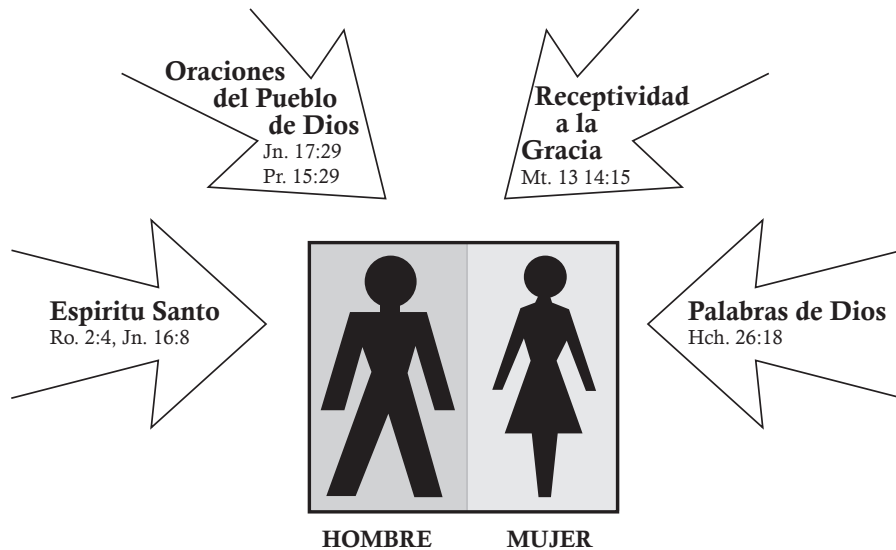 Oraciones
del Pueblo
de Dios
Jn. 17:29
Pr. 15:29
Receptividad
a la
Gracia
Mt. 13 14:15
Espiritu Santo
Ro. 2:4, Jn. 16:8
Palabras de Dios
Hch. 26:18
HOMBRE
MUJER